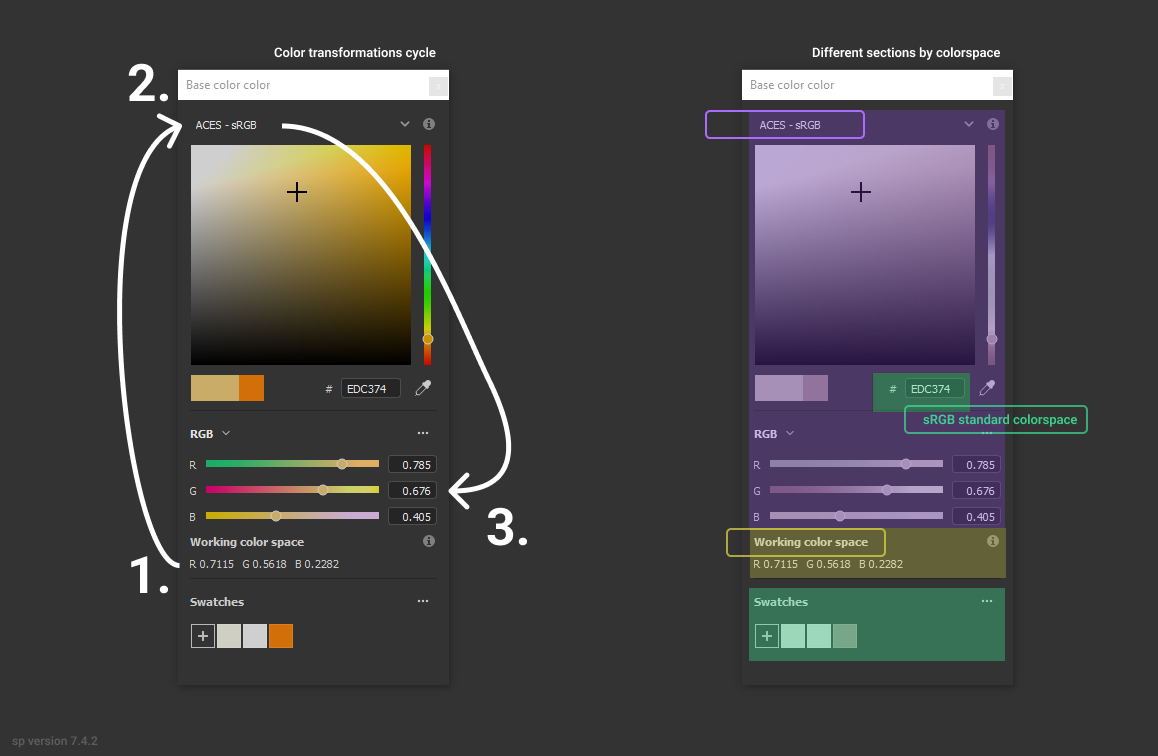 Color transformations cycle
Different sections by colorspace
2.
Base color color
ACES - sRGB
# EDC374
RGB
R 0.785
G 0.676
B 0.405
3.
Working color space
1.
R 0.7115 G 0.5618 B 0.2282
Swatches
Base color color
ACES - sRGB
# EDC374
sRGB standard colorspace
RGB
R 0.785
G 0.676
B 0.405
Working color space
R 0.7115 G 0.5618 B 0.2282
Swatches
sp version 7.4.2